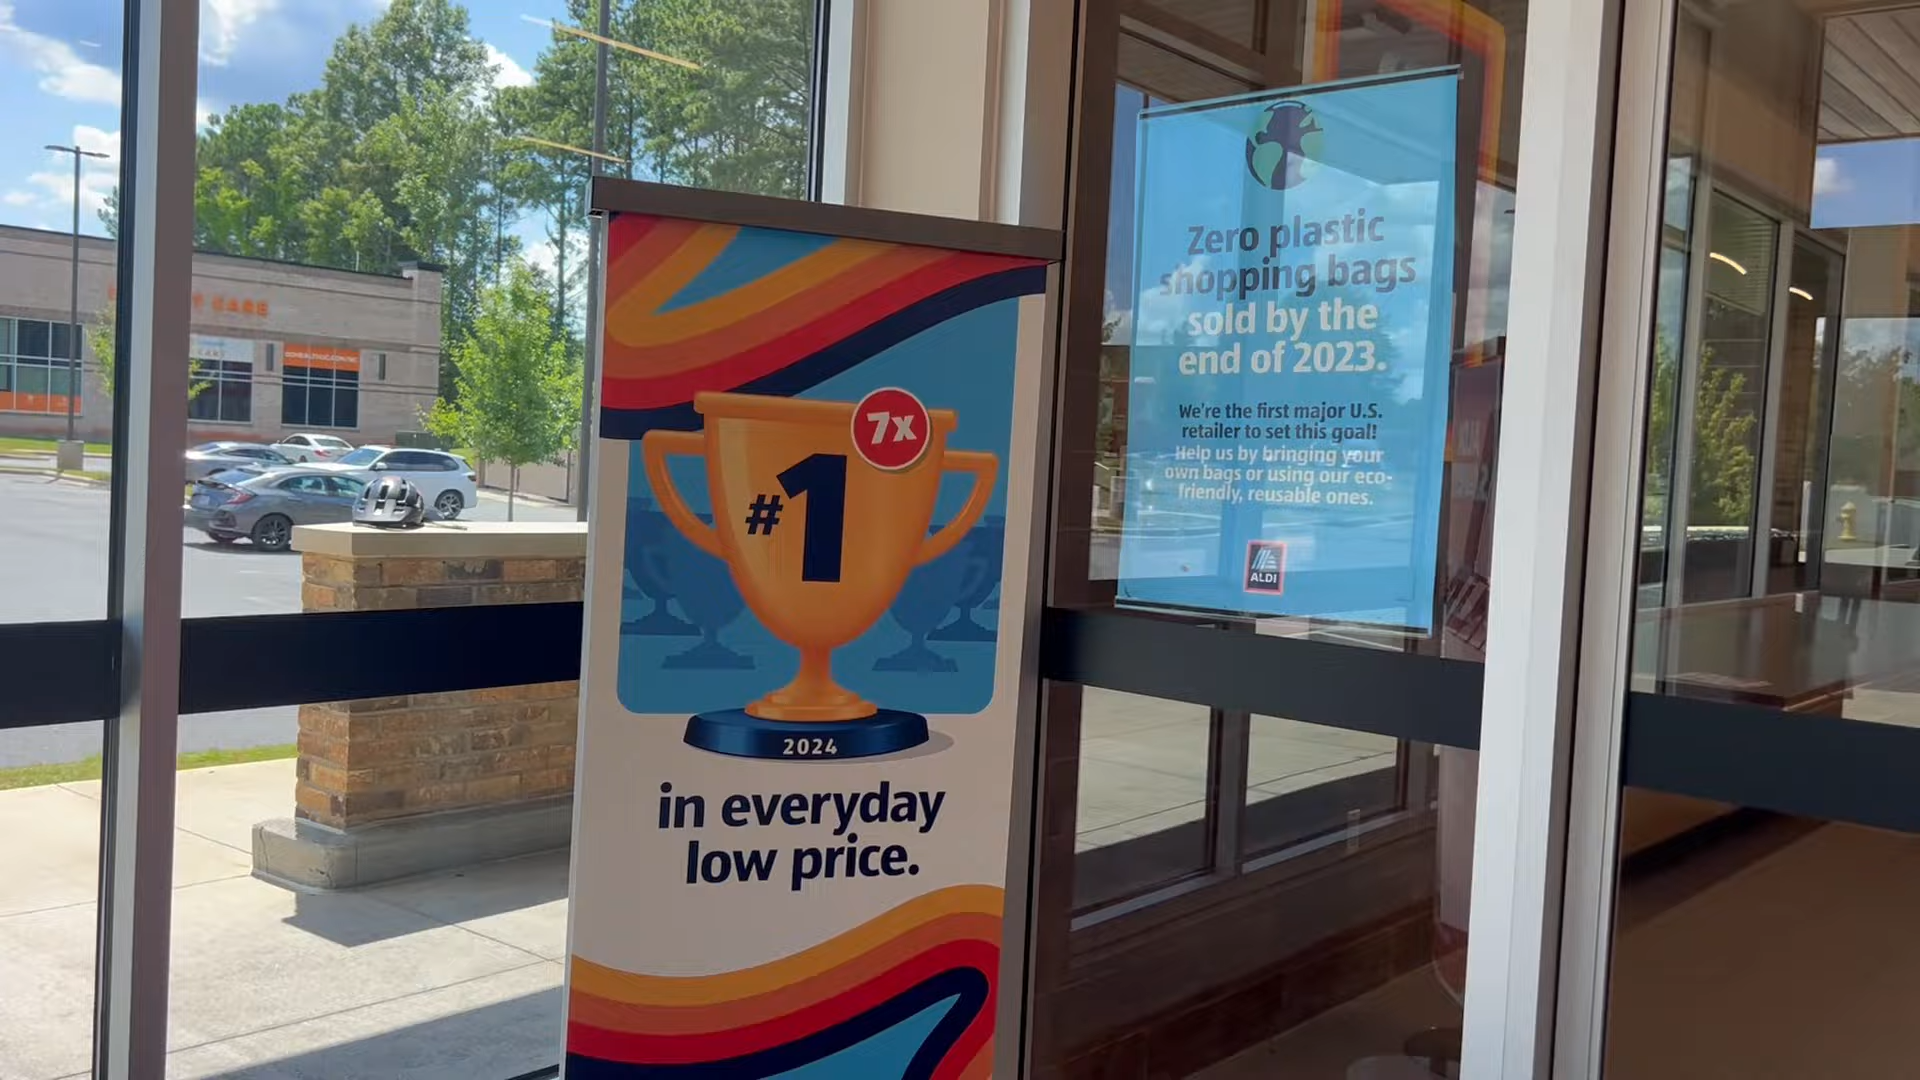 CARE
7x
#1
2024
in everyday
low price.
Zero plastic
shopping bags
sold by the
end of 2023.
We're the first major U.S.
retailer to set this goal!
Help us by bringing your
own bags or using our eco-
friendly, reusable ones.
ALDI